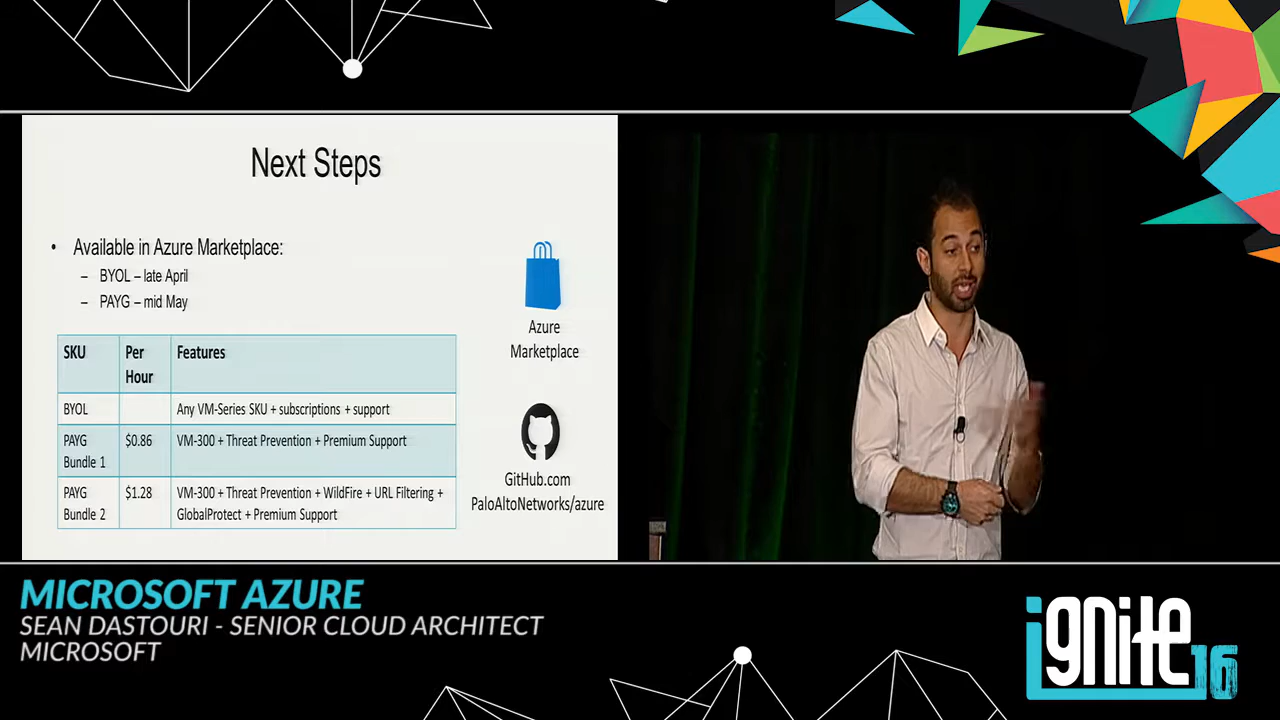 Next Steps
• Available in Azure Marketplace:
– BYOL – late April
– PAYG – mid May
SKU Per Hour Features
BYOL Any VM-Series SKU + subscriptions + support
PAYG Bundle 1 $0.86 VM-300 + Threat Prevention + Premium Support
PAYG Bundle 2 $1.28 VM-300 + Threat Prevention + WildFire + URL Filtering + GlobalProtect + Premium Support
Azure
Marketplace
GitHub.com
PaloAltoNetworks/azure
MICROSOFT AZURE
SEAN DASTOURI - SENIOR CLOUD ARCHITECT
MICROSOFT
ignite 16